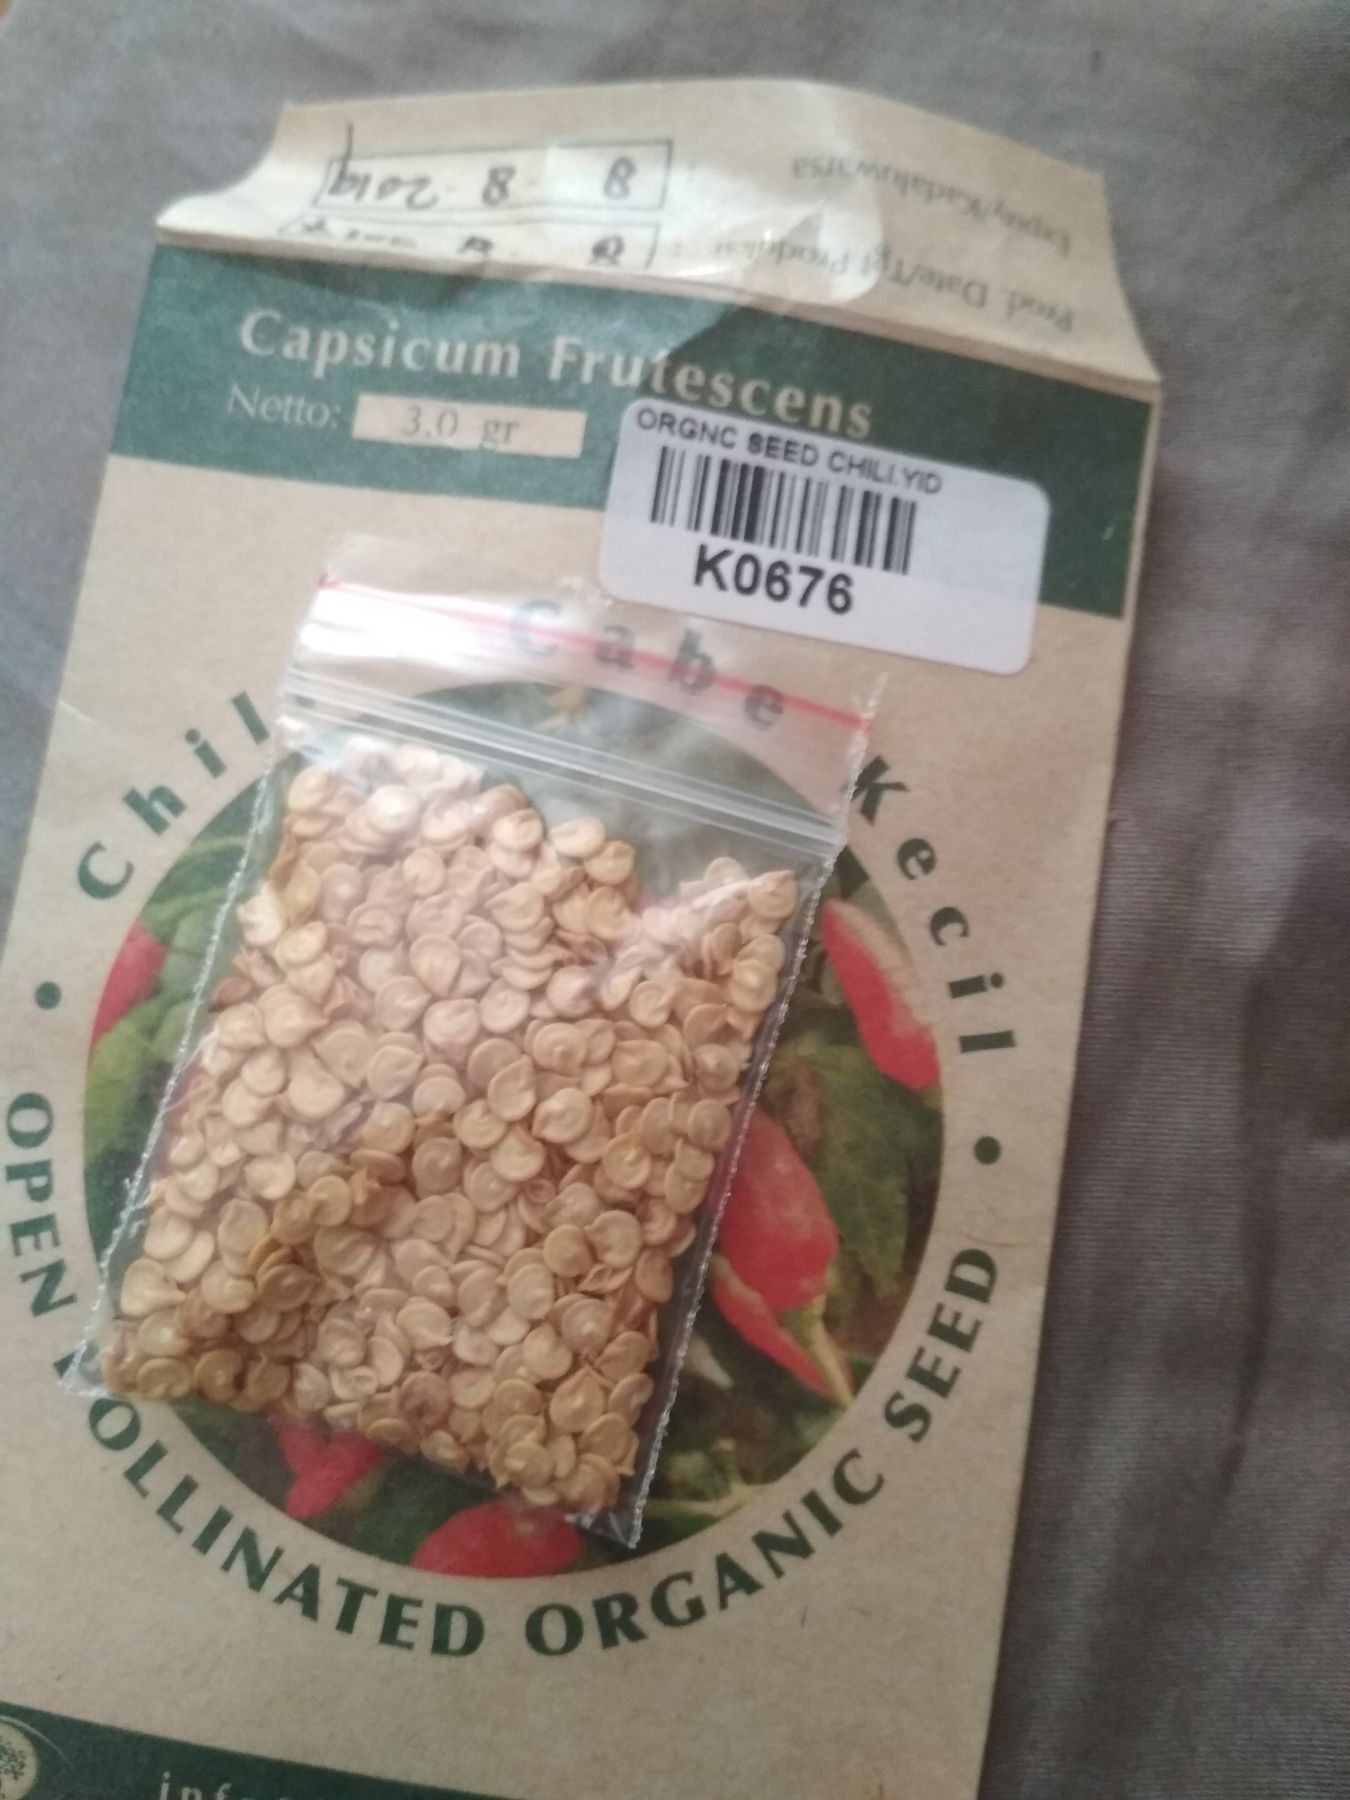 Prod. Date/Tgl Produksi :
Expiry/Kadaluwarsa : 8 · 8 · 2019
Capsicum Frutescens
Netto: 3.0 gr
ORGNC SEED CHILI.YID
K0676
Cabe Kecil
OPEN POLLINATED ORGANIC SEED